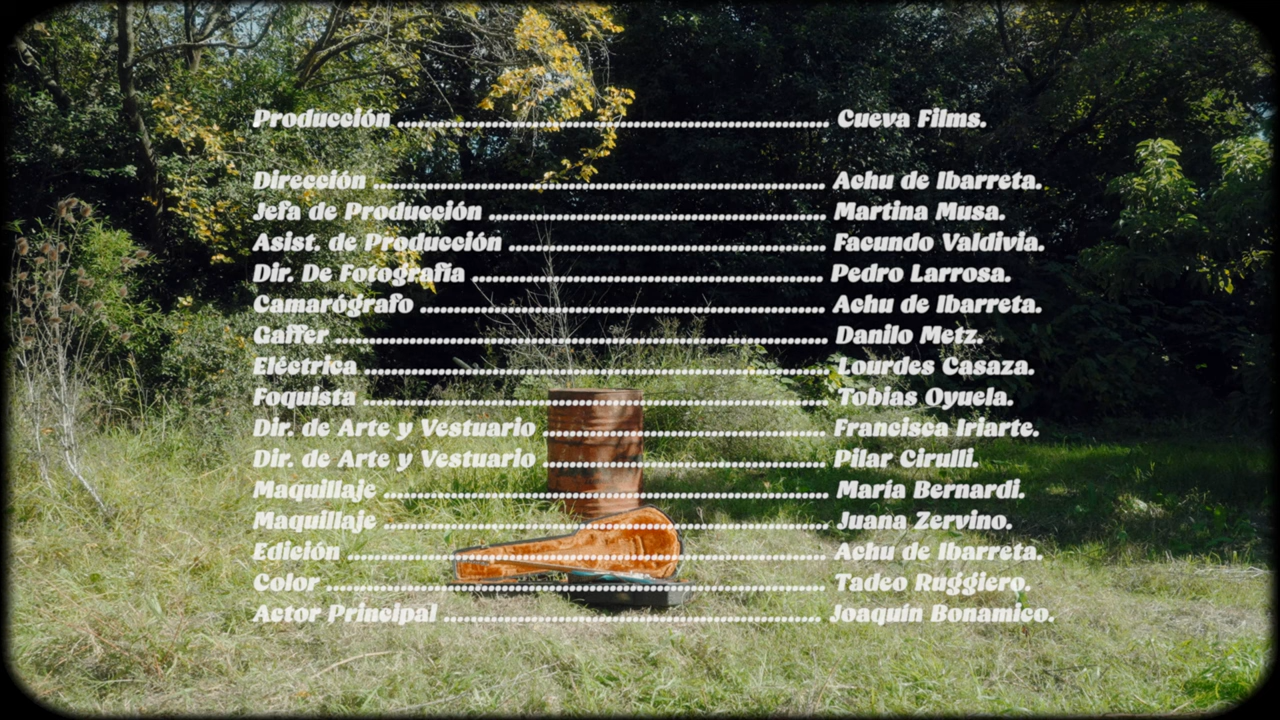 Producción ........................................................ Cueva Films.
Dirección ........................................................... Achu de Ibarreta.
Jefa de Producción ............................................ Martina Musa.
Asist. de Producción ......................................... Facundo Valdivia.
Dir. De Fotografía .............................................. Pedro Larrosa.
Camarógrafo ..................................................... Achu de Ibarreta.
Gaffer ................................................................ Danilo Metz.
Eléctrica ............................................................ Lourdes Casaza.
Foquista ............................................................ Tobias Oyuela.
Dir. de Arte y Vestuario ..................................... Francisca Iriarte.
Dir. de Arte y Vestuario ..................................... Pilar Cirulli.
Maquillaje .......................................................... María Bernardi.
Maquillaje .......................................................... Juana Zervino.
Edición .............................................................. Achu de Ibarreta.
Color ................................................................. Tadeo Ruggiero.
Actor Principal ................................................. Joaquín Bonamico.